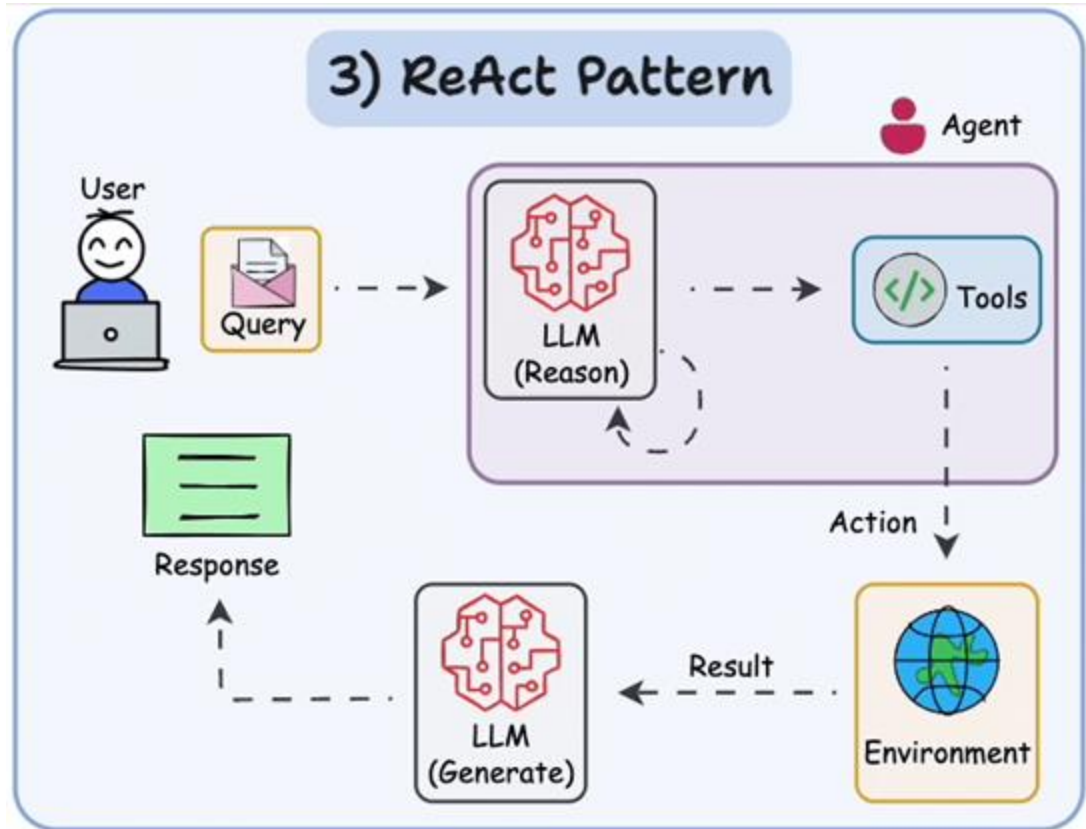 3) ReAct Pattern
Agent
User
Query
LLM
(Reason)
Tools
Action
Response
LLM
(Generate)
Result
Environment